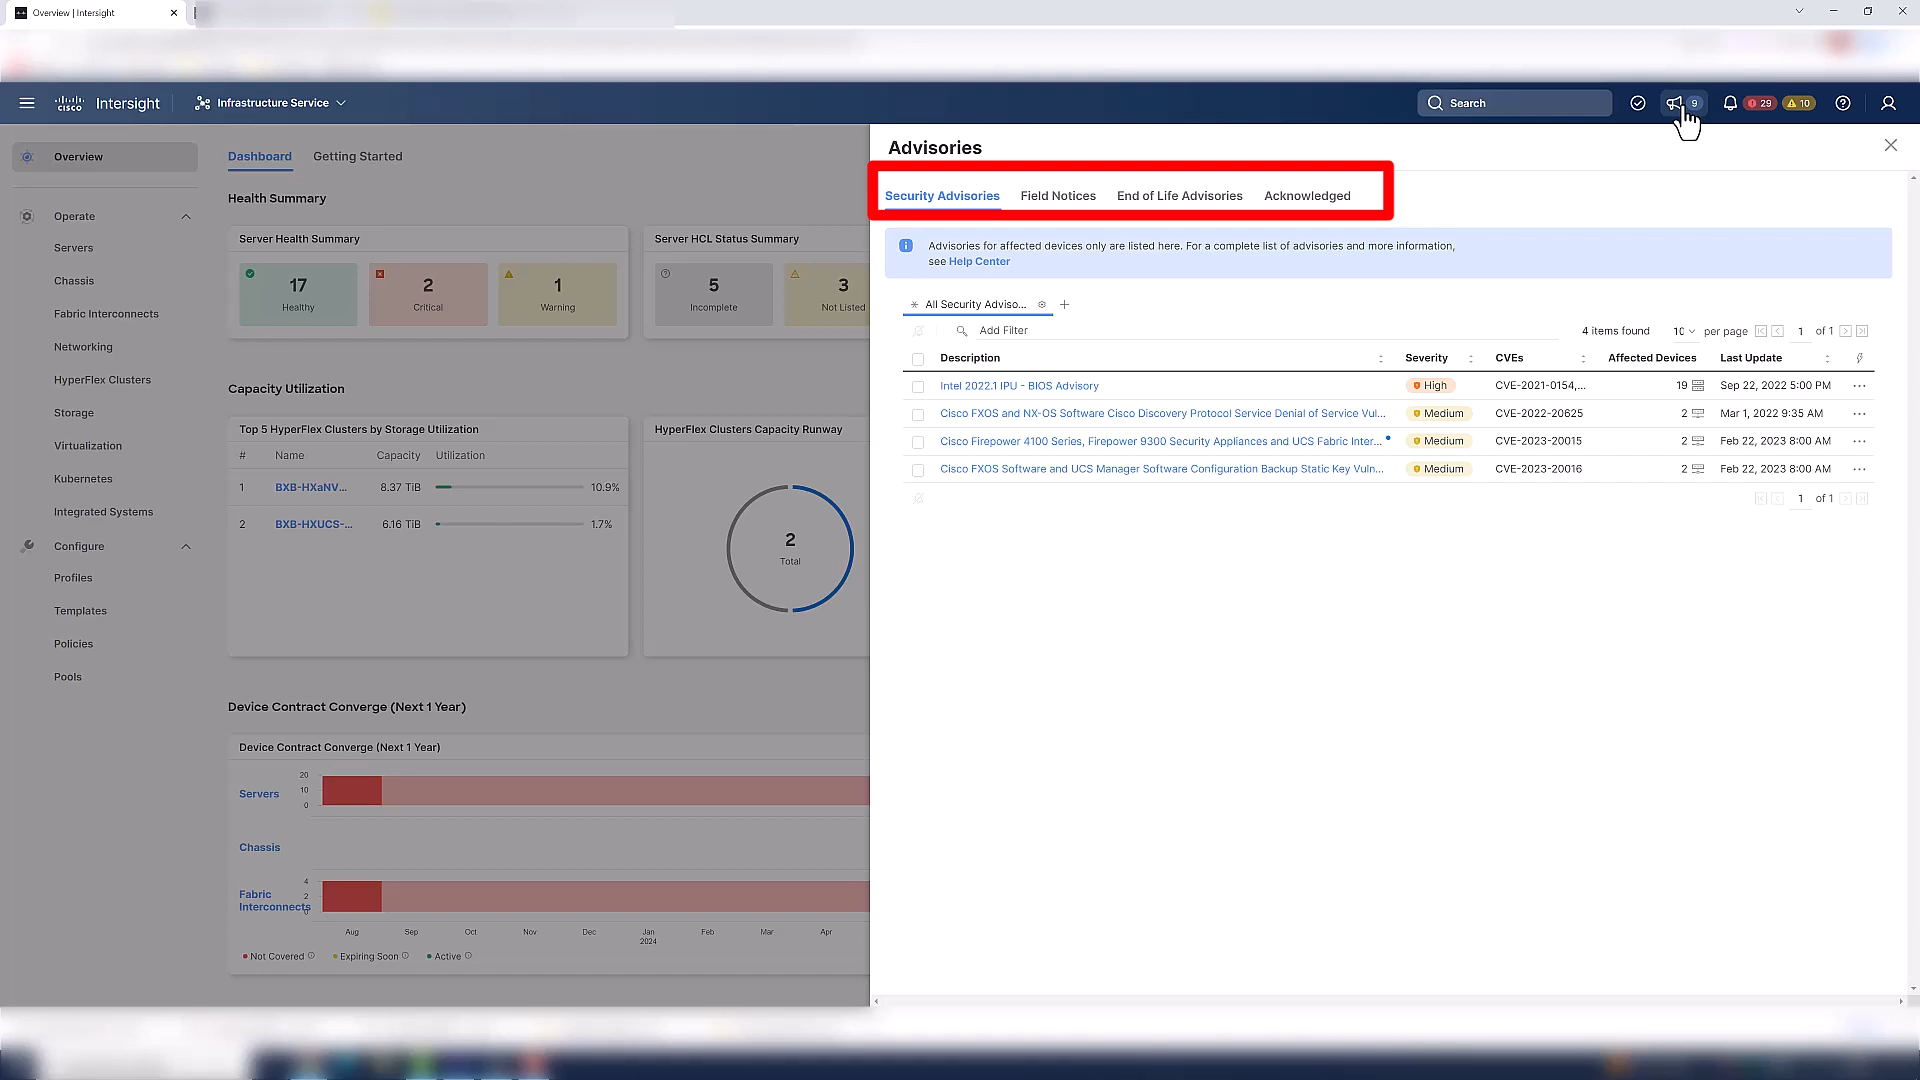 Overview | Intersight
cisco Intersight Infrastructure Service
Search
9
29
10
Overview
Operate
Servers
Chassis
Fabric Interconnects
Networking
HyperFlex Clusters
Storage
Virtualization
Kubernetes
Integrated Systems
Configure
Profiles
Templates
Policies
Pools
Dashboard Getting Started
Health Summary
Server Health Summary
17
Healthy
2
Critical
1
Warning
Server HCL Status Summary
5
Incomplete
3
Not Listed
Capacity Utilization
Top 5 HyperFlex Clusters by Storage Utilization
# Name Capacity Utilization
1 BXB-HXaNV... 8.37 TiB 10.9%
2 BXB-HXUCS-... 6.16 TiB 1.7%
HyperFlex Clusters Capacity Runway
2
Total
Device Contract Converge (Next 1 Year)
Device Contract Converge (Next 1 Year)
Servers
20
10
0
Chassis
Fabric
Interconnects
4
2
0
Aug Sep Oct Nov Dec Jan Feb Mar Apr
2024
Not Covered Expiring Soon Active
Advisories
Security Advisories Field Notices End of Life Advisories Acknowledged
Advisories for affected devices only are listed here. For a complete list of advisories and more information,
see Help Center
All Security Adviso...
Add Filter 4 items found 10 per page 1 of 1
Description Severity CVEs Affected Devices Last Update
Intel 2022.1 IPU - BIOS Advisory High CVE-2021-0154,... 19 Sep 22, 2022 5:00 PM
Cisco FXOS and NX-OS Software Cisco Discovery Protocol Service Denial of Service Vul... Medium CVE-2022-20625 2 Mar 1, 2022 9:35 AM
Cisco Firepower 4100 Series, Firepower 9300 Security Appliances and UCS Fabric Inter... Medium CVE-2023-20015 2 Feb 22, 2023 8:00 AM
Cisco FXOS Software and UCS Manager Software Configuration Backup Static Key Vuln... Medium CVE-2023-20016 2 Feb 22, 2023 8:00 AM
1 of 1